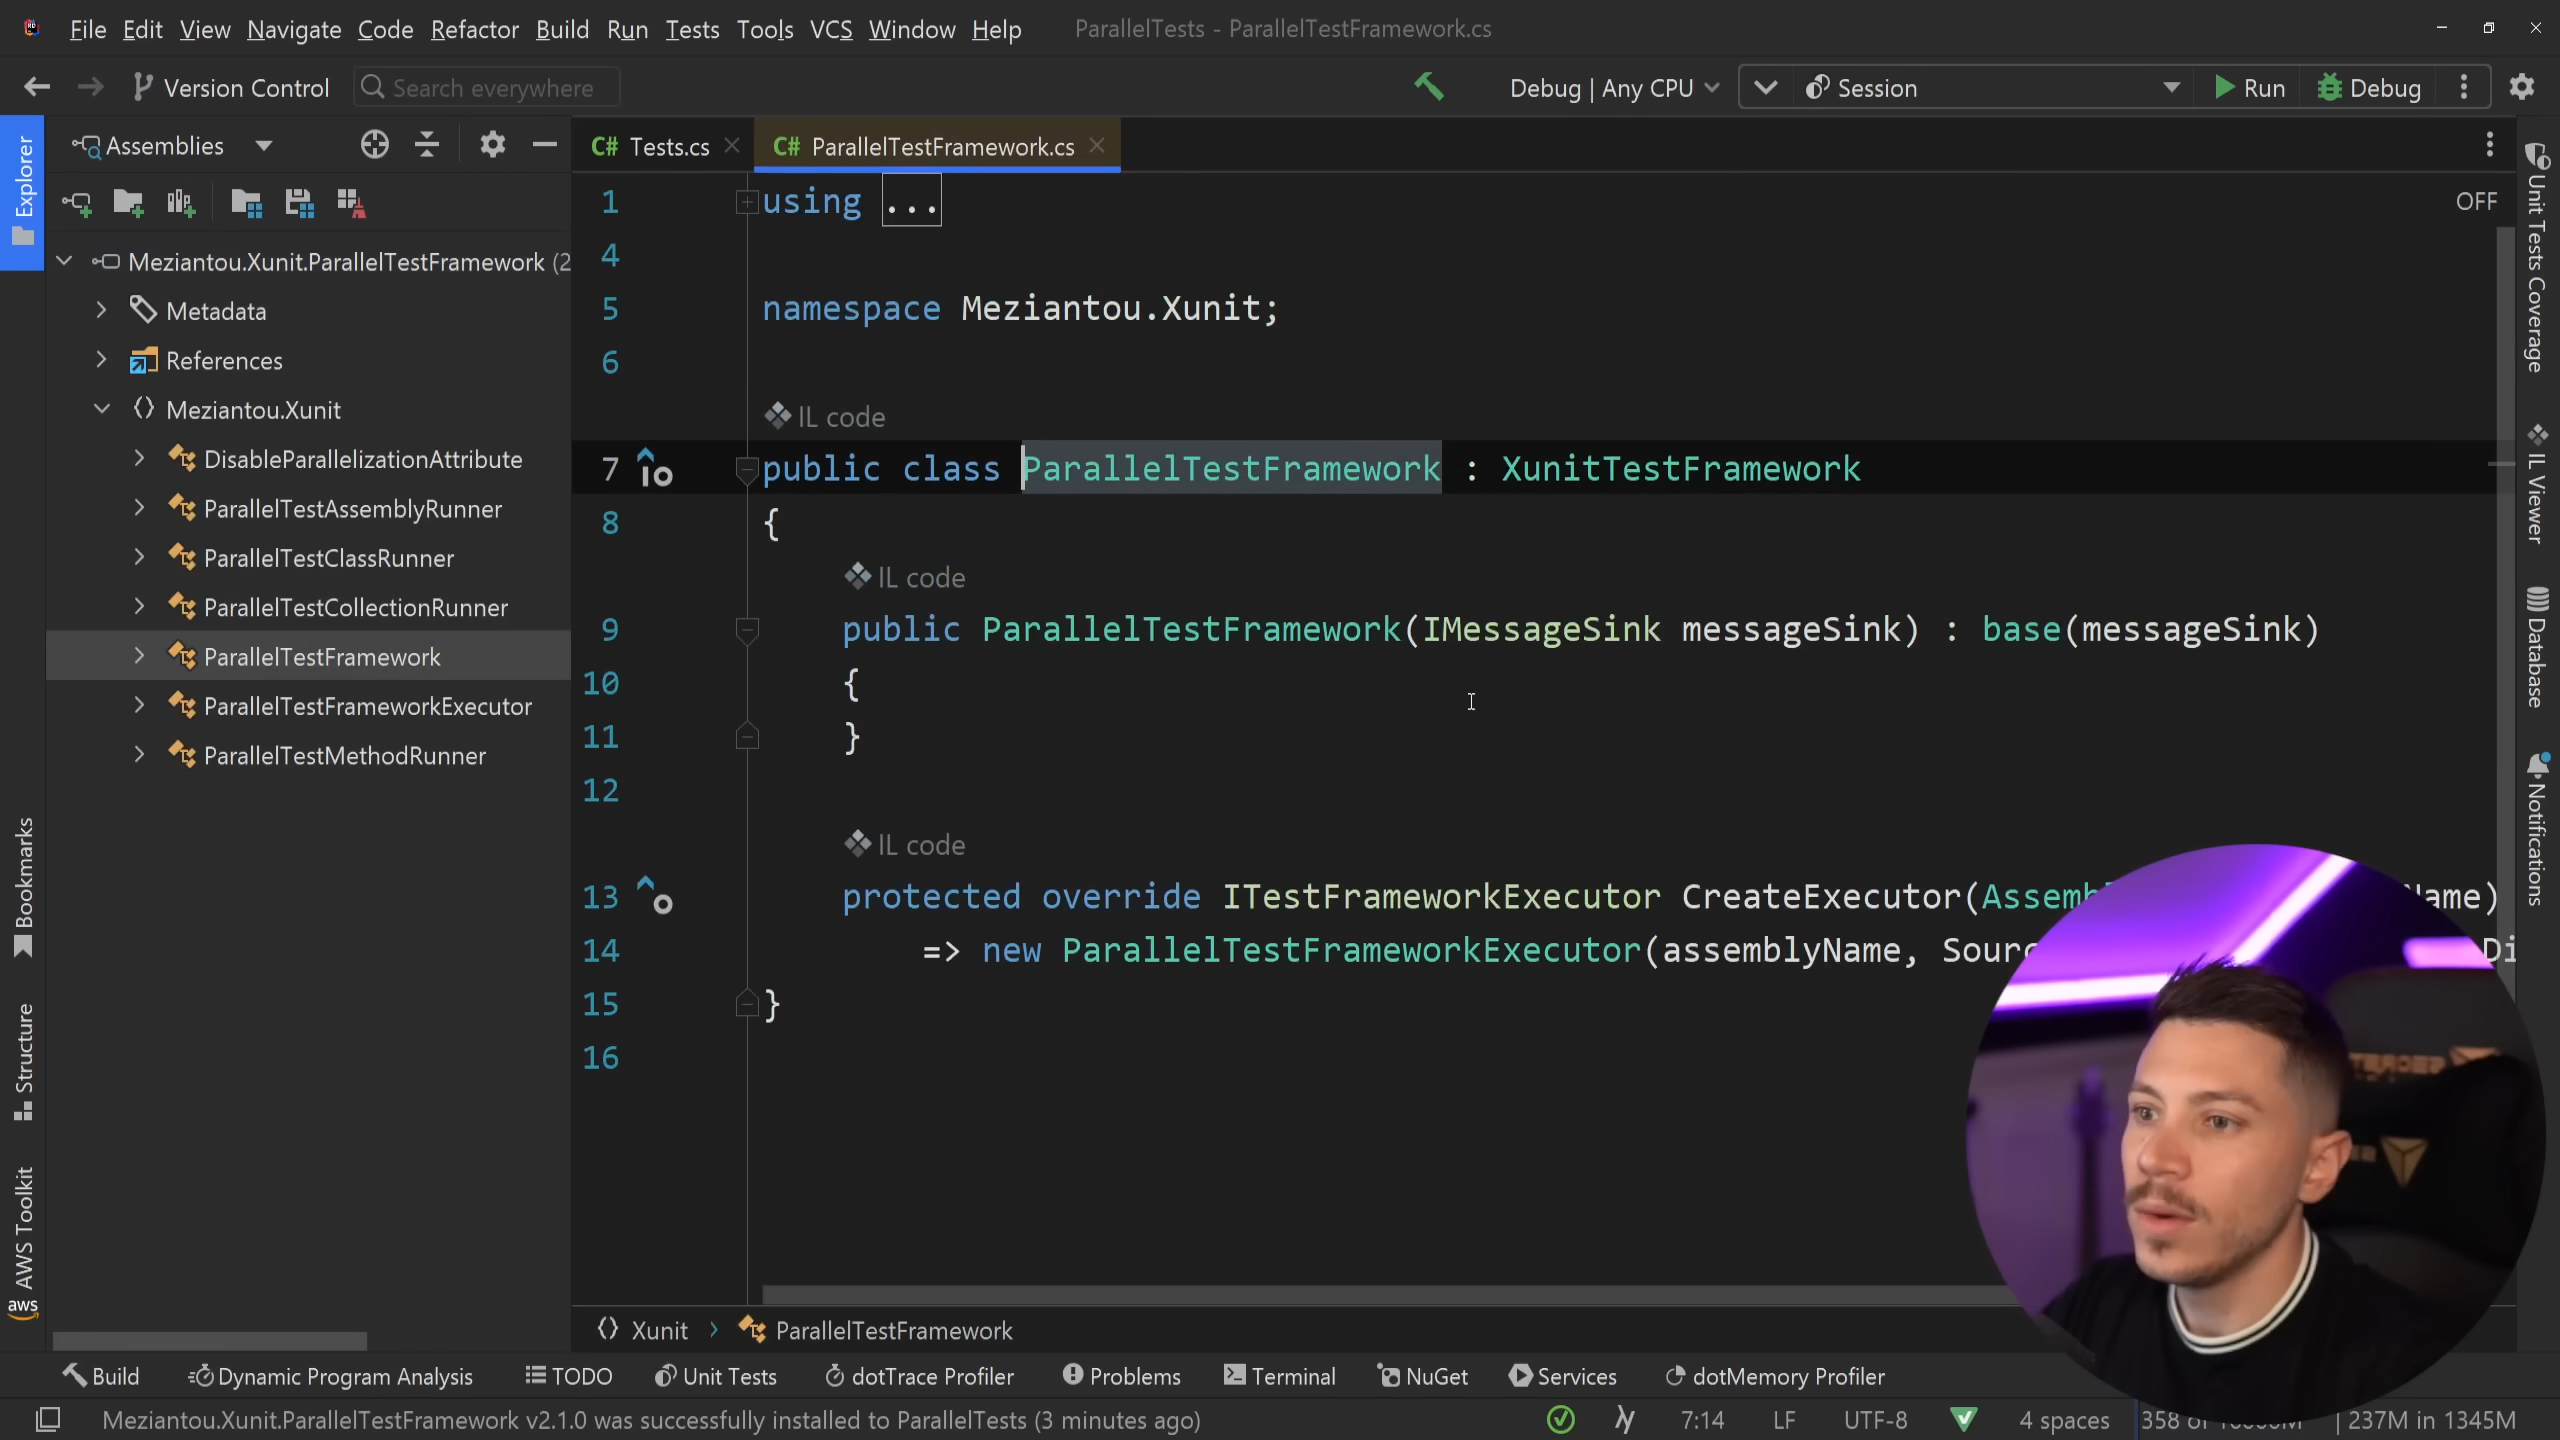 File Edit View Navigate Code Refactor Build Run Tests Tools VCS Window Help ParallelTests - ParallelTestFramework.cs
Version Control Search everywhere Debug | Any CPU Session Run Debug
Explorer
Assemblies
C# Tests.cs C# ParallelTestFramework.cs
Meziantou.Xunit.ParallelTestFramework (2
Metadata
References
Meziantou.Xunit
DisableParallelizationAttribute
ParallelTestAssemblyRunner
ParallelTestClassRunner
ParallelTestCollectionRunner
ParallelTestFramework
ParallelTestFrameworkExecutor
ParallelTestMethodRunner
Bookmarks
Structure
AWS Toolkit
aws
1 using ...
OFF
4
5 namespace Meziantou.Xunit;
6
IL code
7 public class ParallelTestFramework : XunitTestFramework
8 {
IL code
9 public ParallelTestFramework(IMessageSink messageSink) : base(messageSink)
10 {
11 }
12
IL code
13 protected override ITestFrameworkExecutor CreateExecutor(
14 => new ParallelTestFrameworkExecutor(assemblyName,
15 }
16
Unit Tests Coverage
IL Viewer
Database
Notifications
Xunit › ParallelTestFramework
Build Dynamic Program Analysis TODO Unit Tests dotTrace Profiler Problems Terminal NuGet Services dotMemory Profiler
Meziantou.Xunit.ParallelTestFramework v2.1.0 was successfully installed to ParallelTests (3 minutes ago) 7:14 LF UTF-8 4 spaces 358 of 237M in 1345M